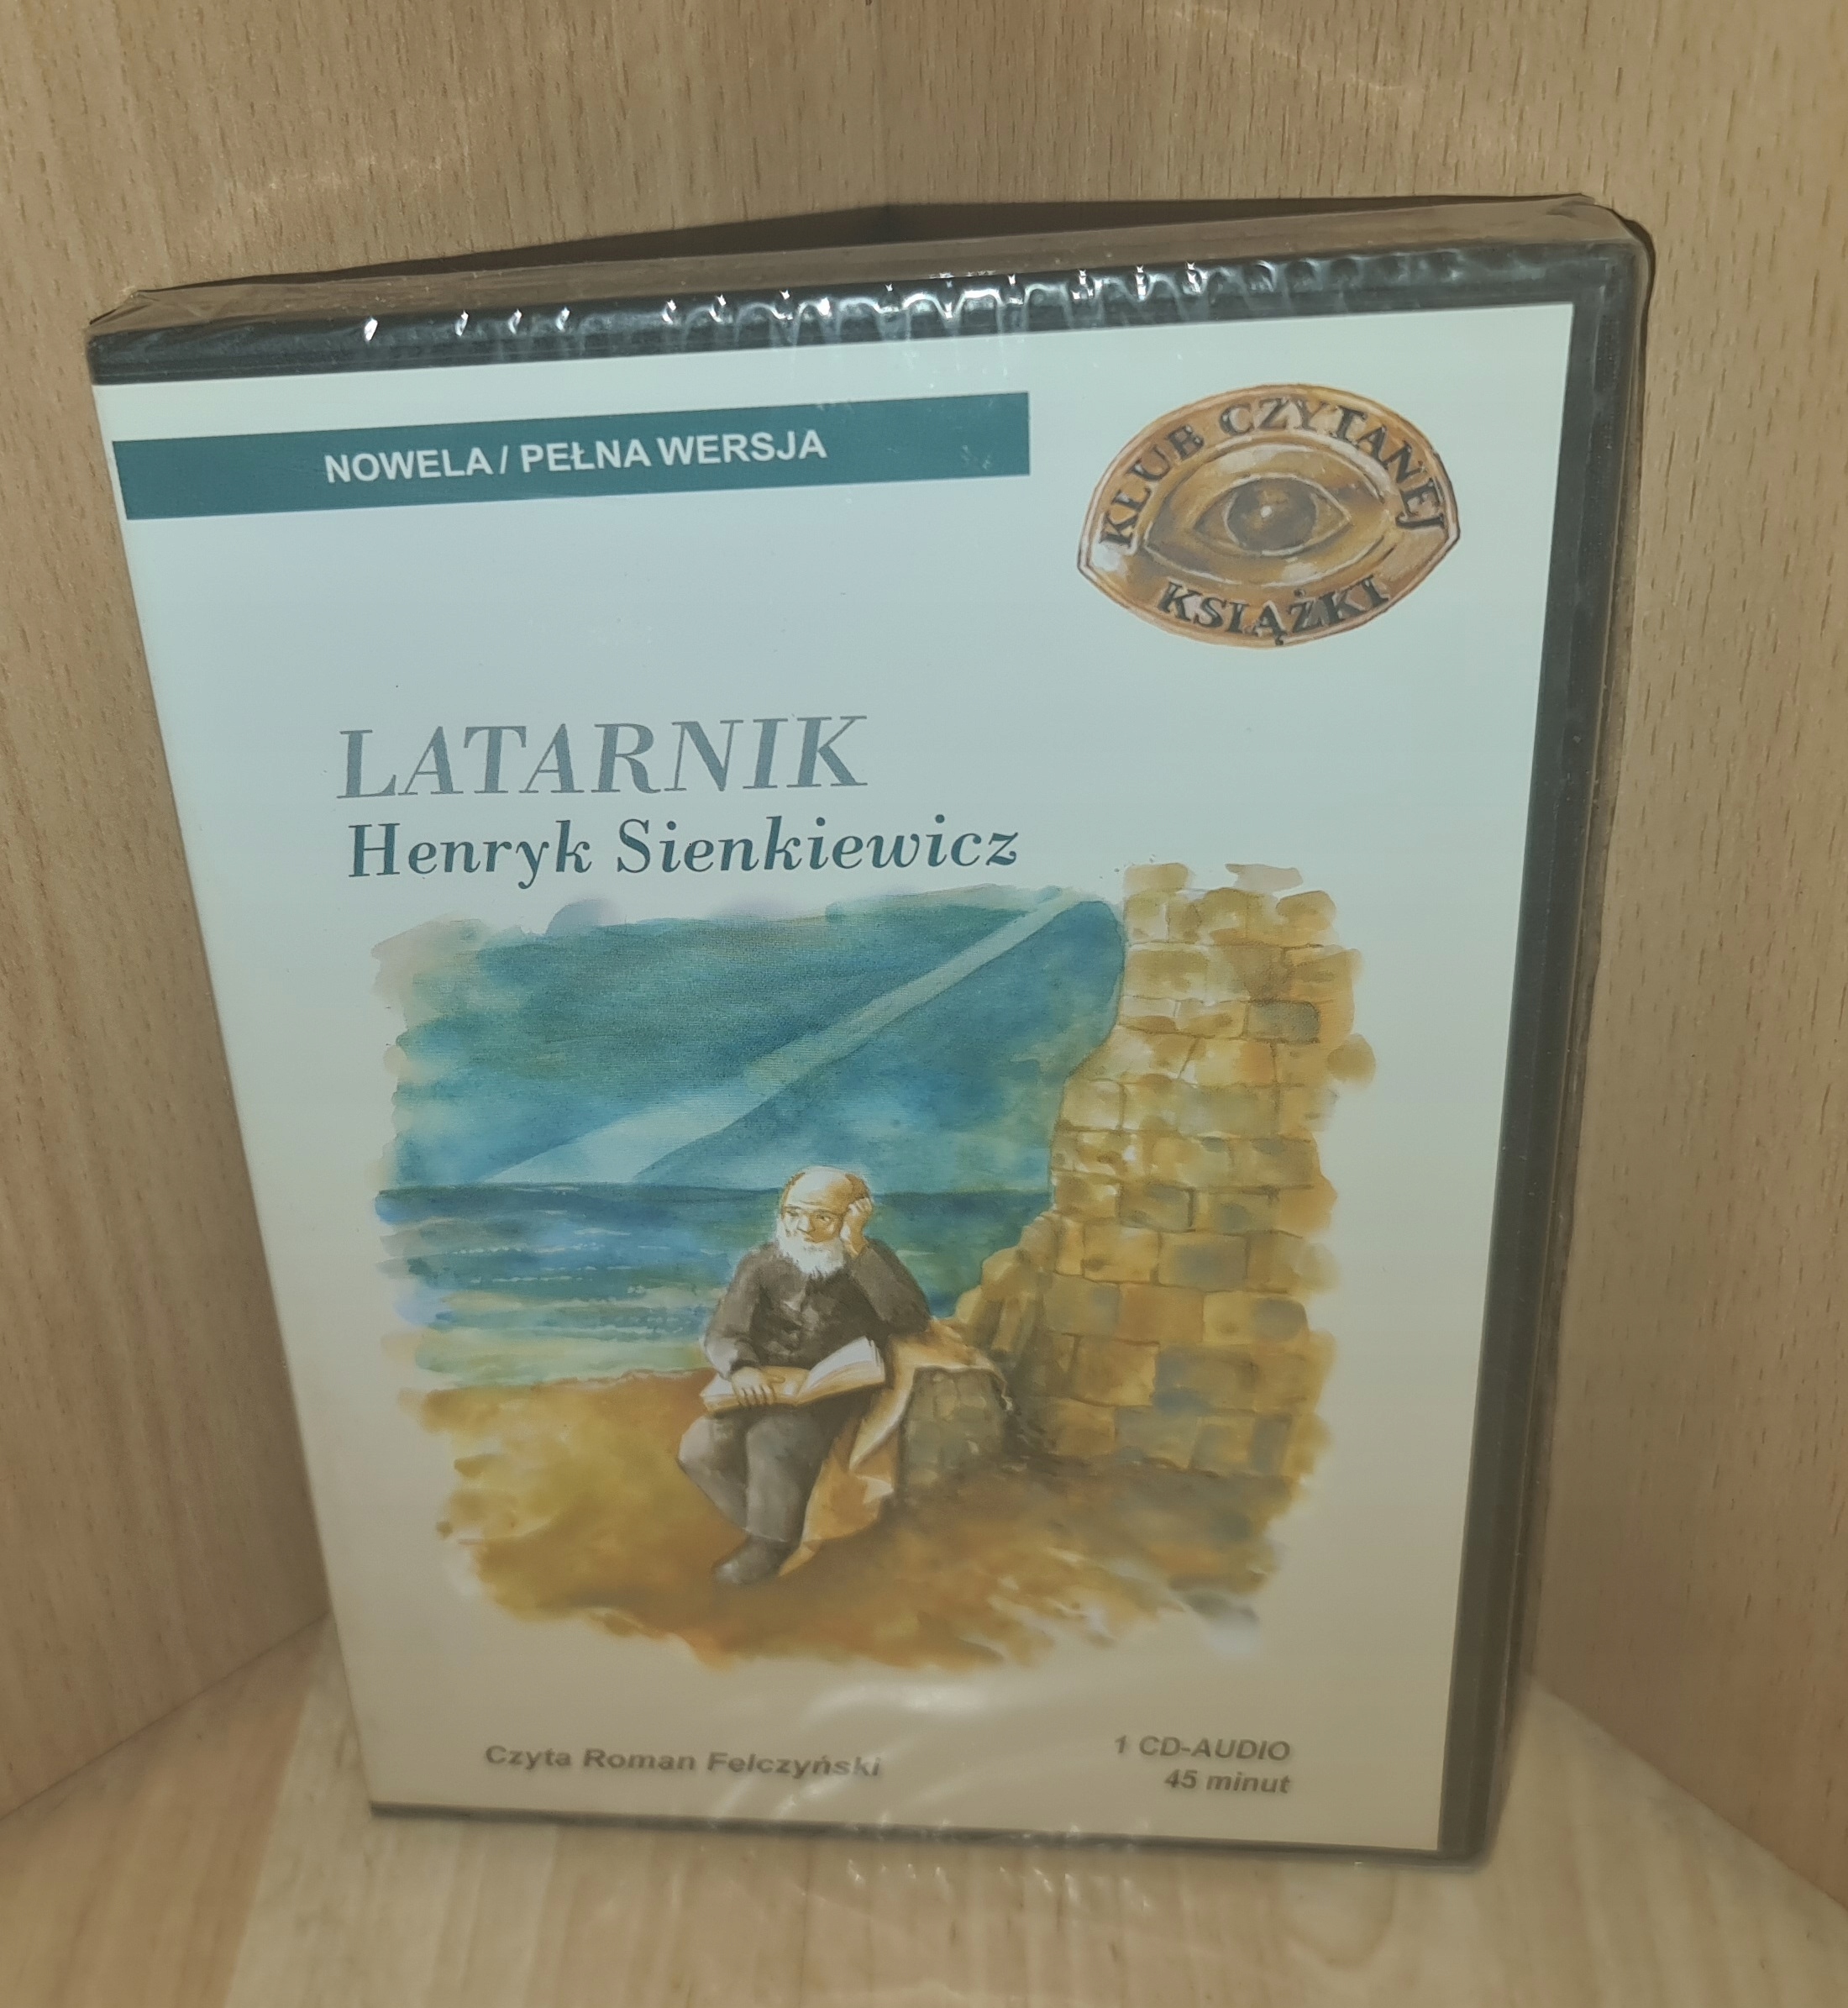 NOWELA / PEŁNA WERSJA
KLUB CZYTANEJ
KSIĄŻKI
LATARNIK
Henryk Sienkiewicz
Czyta Roman Felczyński
1 CD-AUDIO
45 minut